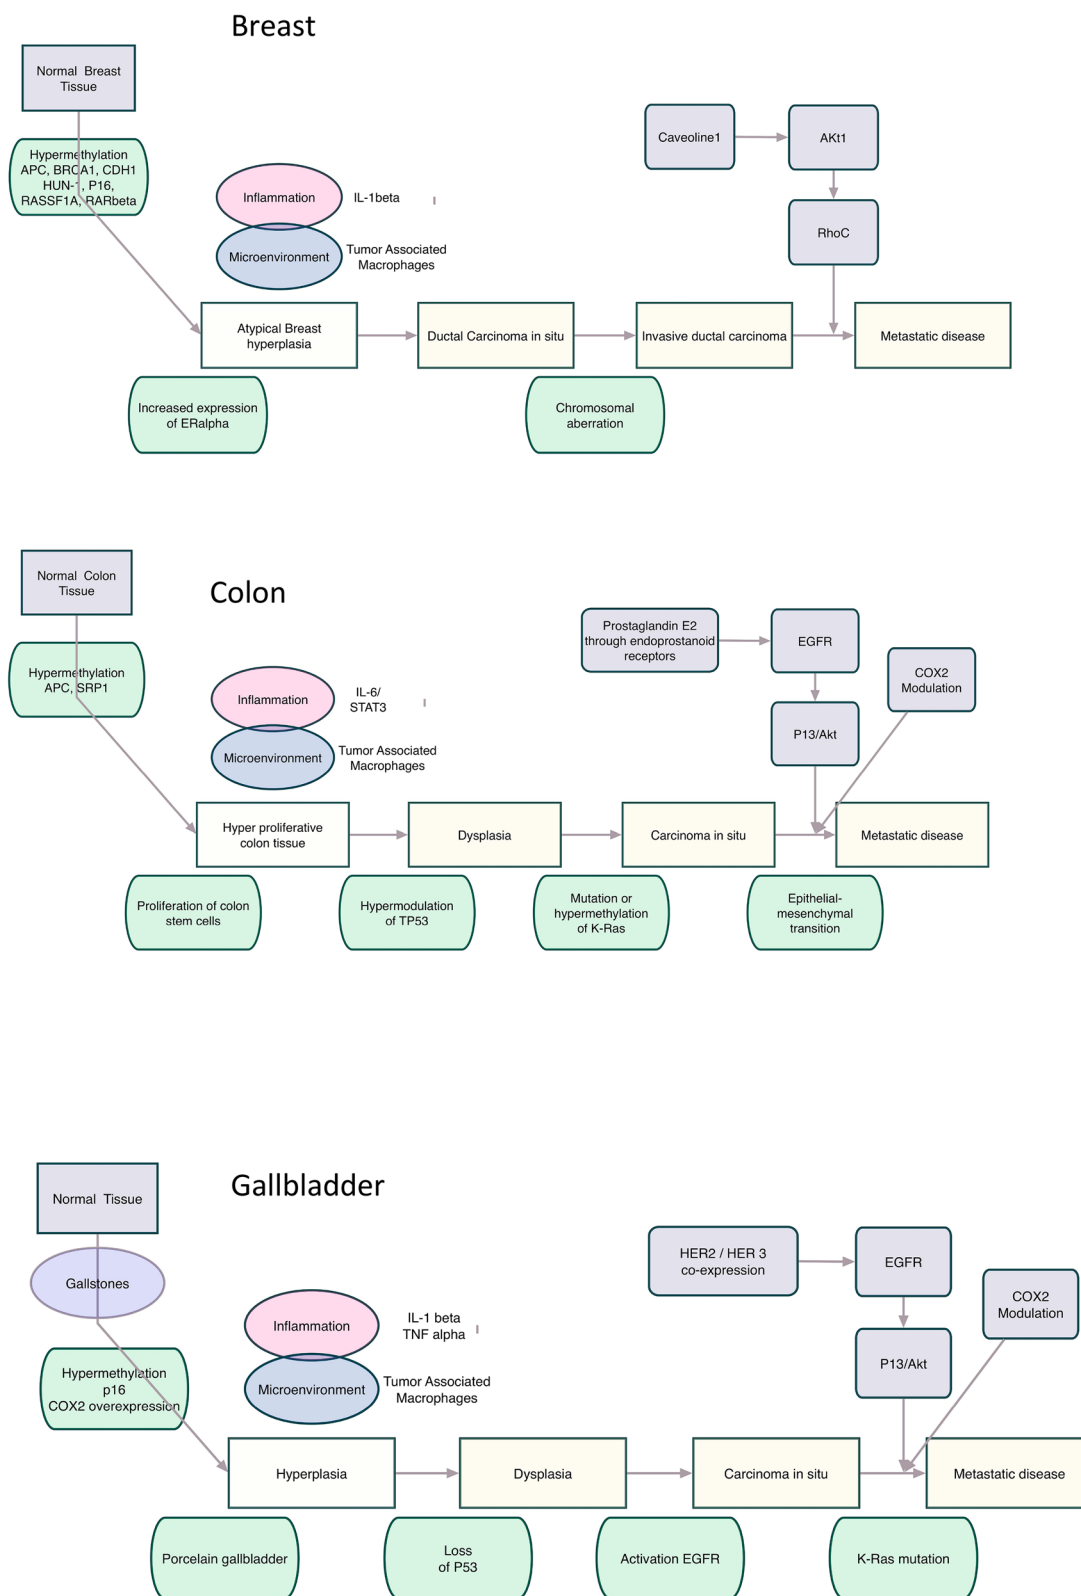 Breast
Normal Breast
Tissue
Hypermethylation
APC, BRCA1, CDH1
HUN-1, P16,
RASSF1A, RARbeta
Inflammation
IL-1beta
Microenvironment
Tumor Associated
Macrophages
Caveoline1
AKt1
RhoC
Atypical Breast
hyperplasia
Ductal Carcinoma in situ
Invasive ductal carcinoma
Metastatic disease
Increased expression
of ERalpha
Chromosomal
aberration
Colon
Normal Colon
Tissue
Hypermethylation
APC, SRP1
Inflammation
IL-6/
STAT3
Microenvironment
Tumor Associated
Macrophages
Prostaglandin E2
through endoprostanoid
receptors
EGFR
P13/Akt
COX2
Modulation
Hyper proliferative
colon tissue
Dysplasia
Carcinoma in situ
Metastatic disease
Proliferation of colon
stem cells
Hypermodulation
of TP53
Mutation or
hypermethylation
of K-Ras
Epithelial-
mesenchymal
transition
Gallbladder
Normal Tissue
Gallstones
Hypermethylation
p16
COX2 overexpression
Inflammation
IL-1 beta
TNF alpha
Microenvironment
Tumor Associated
Macrophages
HER2 / HER 3
co-expression
EGFR
P13/Akt
COX2
Modulation
Hyperplasia
Dysplasia
Carcinoma in situ
Metastatic disease
Porcelain gallbladder
Loss
of P53
Activation EGFR
K-Ras mutation